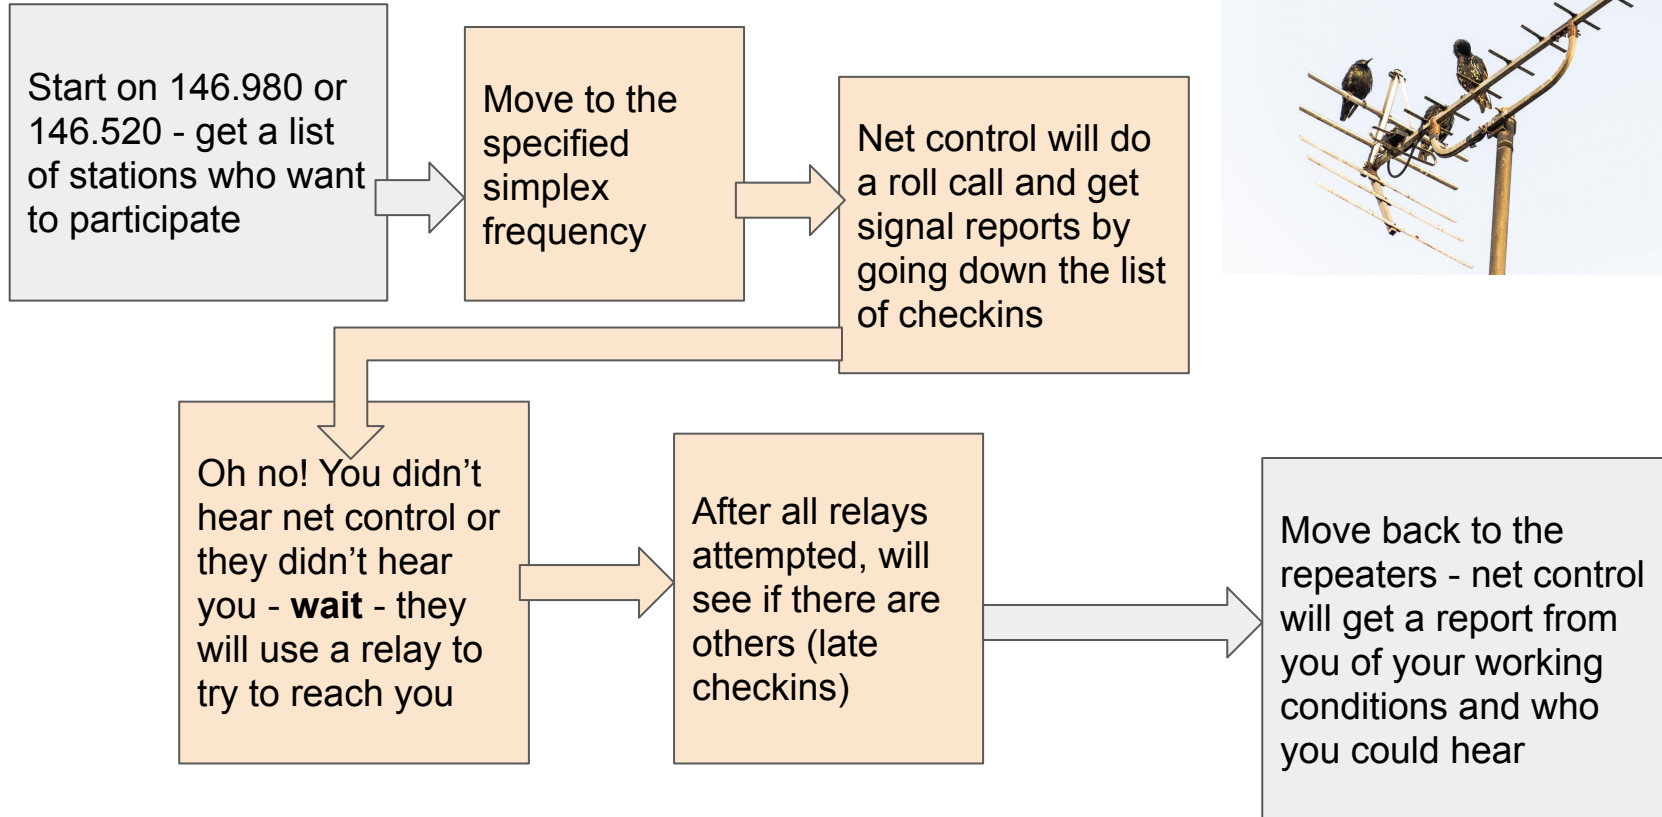 Start on 146.980 or
146.520 - get a list
of stations who want
to participate
Move to the
specified
simplex
frequency
Net control will do
a roll call and get
signal reports by
going down the list
of checkins
Oh no! You didn’t
hear net control or
they didn’t hear
you - wait - they
will use a relay to
try to reach you
After all relays
attempted, will
see if there are
others (late
checkins)
Move back to the
repeaters - net control
will get a report from
you of your working
conditions and who
you could hear